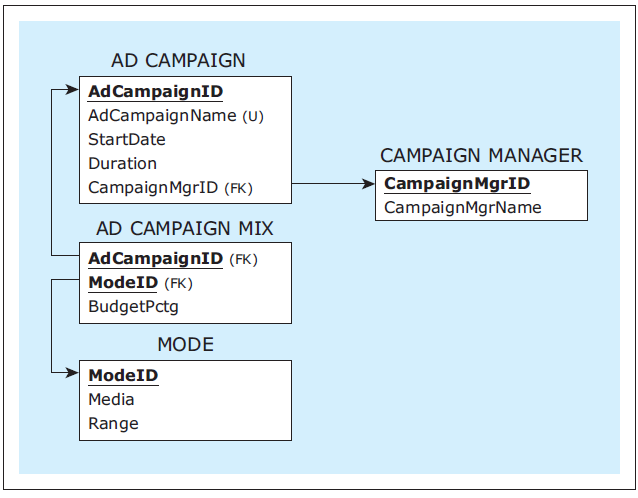 AD CAMPAIGN
AdCampaignID
AdCampaignName (U)
StartDate
Duration
CampaignMgrID (FK)
CAMPAIGN MANAGER
CampaignMgrID
CampaignMgrName
AD CAMPAIGN MIX
AdCampaignID (FK)
ModeID (FK)
BudgetPctg
MODE
ModeID
Media
Range